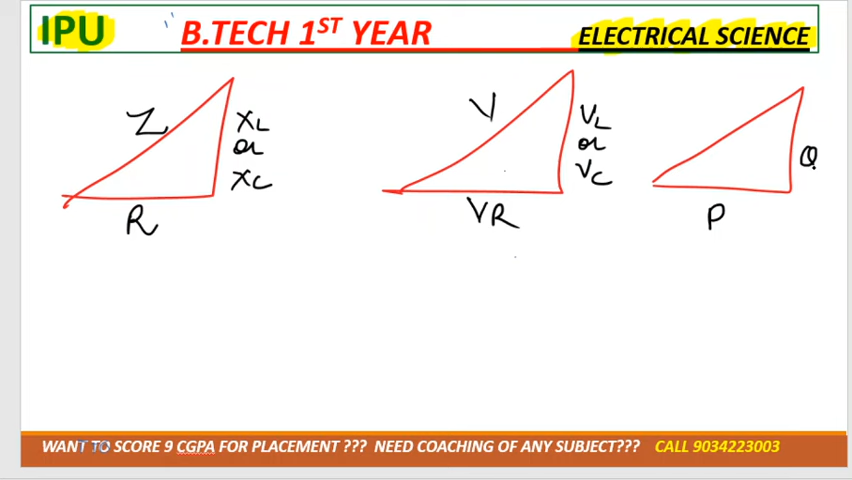 IPU
B.TECH 1ST YEAR
ELECTRICAL SCIENCE
Z
XL
or
XC
R
V
VL
or
VC
VR
Q
P
WANT TO SCORE 9 CGPA FOR PLACEMENT ??? NEED COACHING OF ANY SUBJECT??? CALL 9034223003